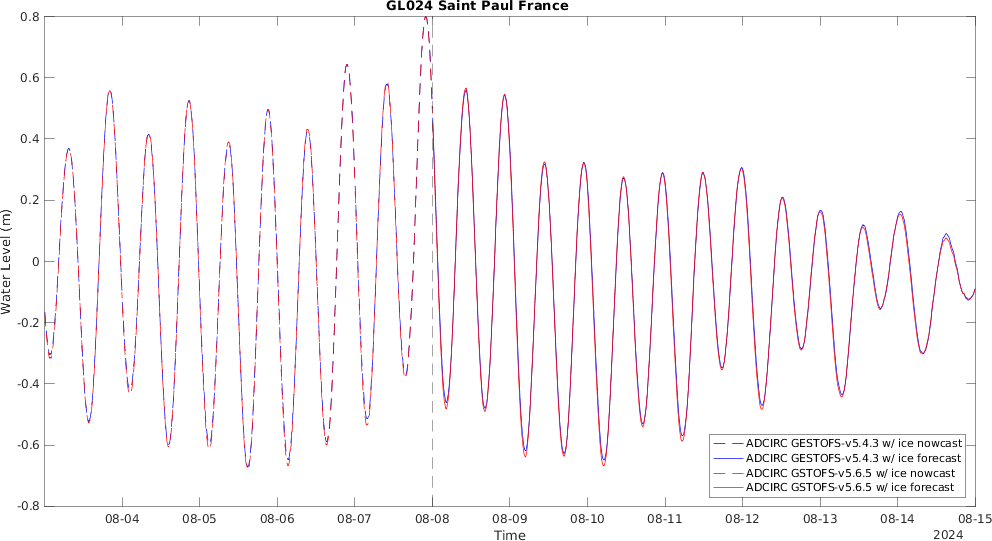 GL024 Saint Paul France
0.8
0.6
0.4
0.2
0
-0.2
-0.4
-0.6
-0.8
Water Level (m)
08-04 08-05 08-06 08-07 08-08 08-09 08-10 08-11 08-12 08-13 08-14 08-15
Time
2024
ADCIRC GESTOFS-v5.4.3 w/ ice nowcast
ADCIRC GESTOFS-v5.4.3 w/ ice forecast
ADCIRC GSTOFS-v5.6.5 w/ ice nowcast
ADCIRC GSTOFS-v5.6.5 w/ ice forecast